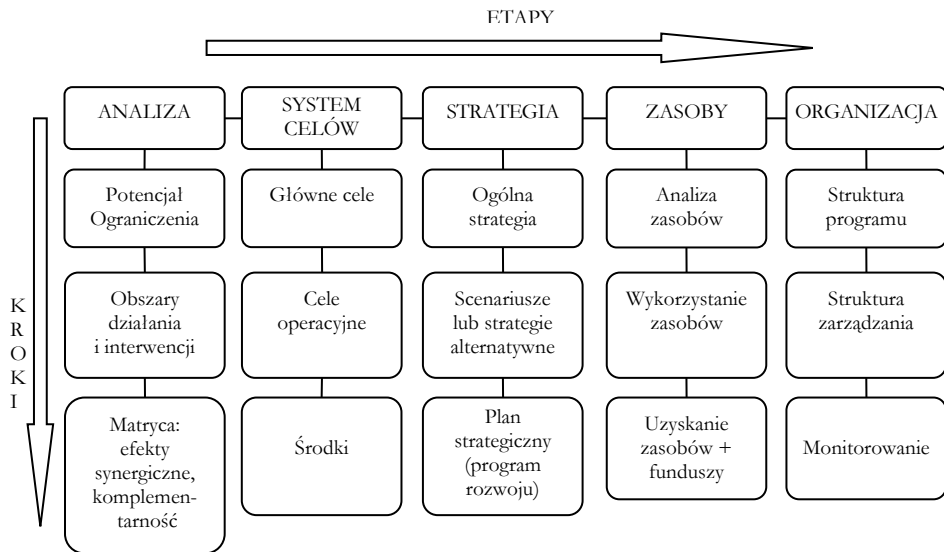 ETAPY
KROKI
ANALIZA
SYSTEM
CELÓW
STRATEGIA
ZASOBY
ORGANIZACJA
Potencjał
Ograniczenia
Główne cele
Ogólna
strategia
Analiza
zasobów
Struktura
programu
Obszary
działania
i interwencji
Cele
operacyjne
Scenariusze
lub strategie
alternatywne
Wykorzystanie
zasobów
Struktura
zarządzania
Matryca:
efekty
synergiczne,
komplemen-
tarność
Środki
Plan
strategiczny
(program
rozwoju)
Uzyskanie
zasobów +
funduszy
Monitorowanie